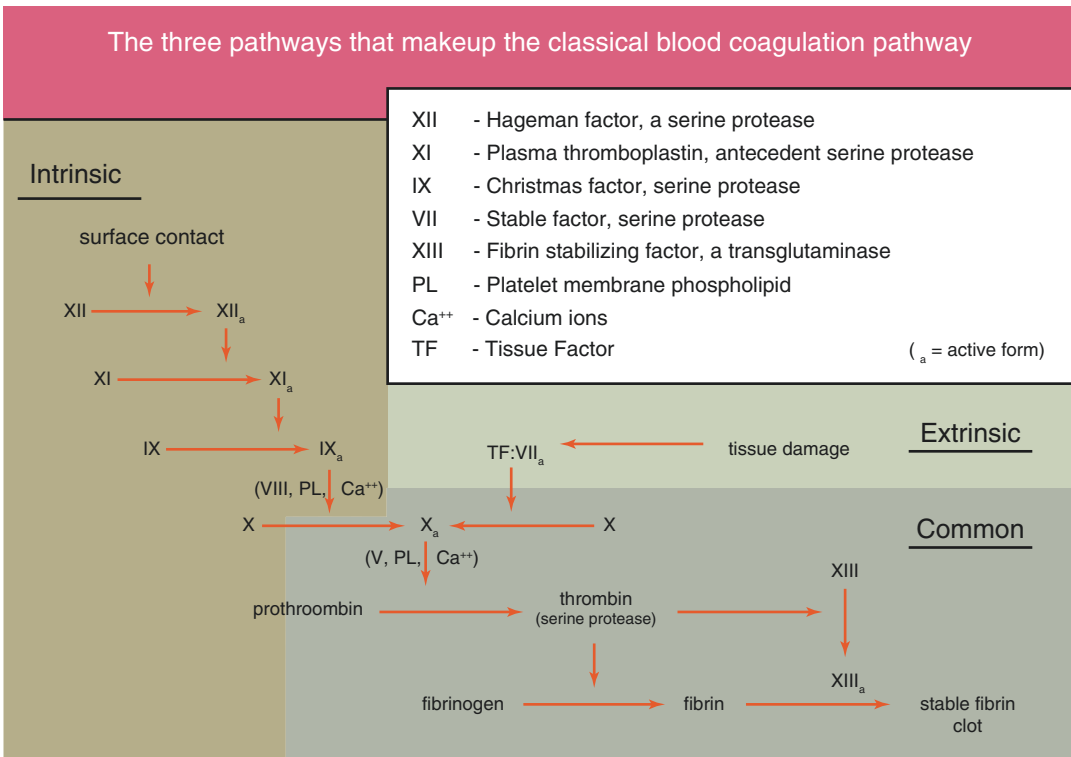 The three pathways that makeup the classical blood coagulation pathway
XII - Hageman factor, a serine protease
XI - Plasma thromboplastin, antecedent serine protease
IX - Christmas factor, serine protease
VII - Stable factor, serine protease
XIII - Fibrin stabilizing factor, a transglutaminase
PL - Platelet membrane phospholipid
Ca⁺⁺ - Calcium ions
TF - Tissue Factor
( ₐ = active form)
Intrinsic
surface contact
XII XIIₐ
XI XIₐ
IX IXₐ
(VIII, PL, Ca⁺⁺)
Extrinsic
TF:VIIₐ tissue damage
Common
X Xₐ X
(V, PL, Ca⁺⁺)
XIII
prothroombin thrombin
(serine protease)
XIIIₐ
fibrinogen fibrin stable fibrin
clot